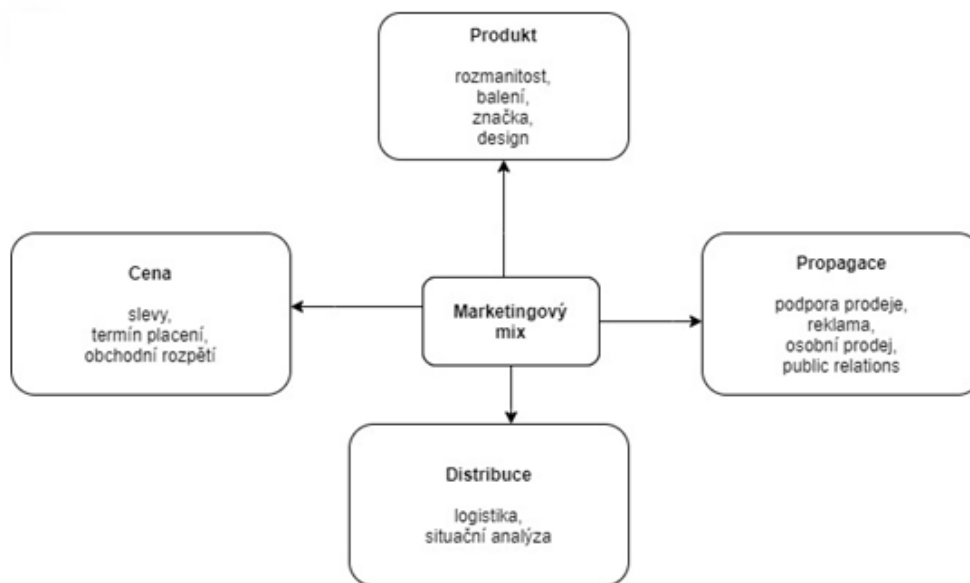 Produkt
rozmanitost,
balení,
značka,
design
Cena
slevy,
termín placení,
obchodní rozpětí
Marketingový
mix
Propagace
podpora prodeje,
reklama,
osobní prodej,
public relations
Distribuce
logistika,
situační analýza